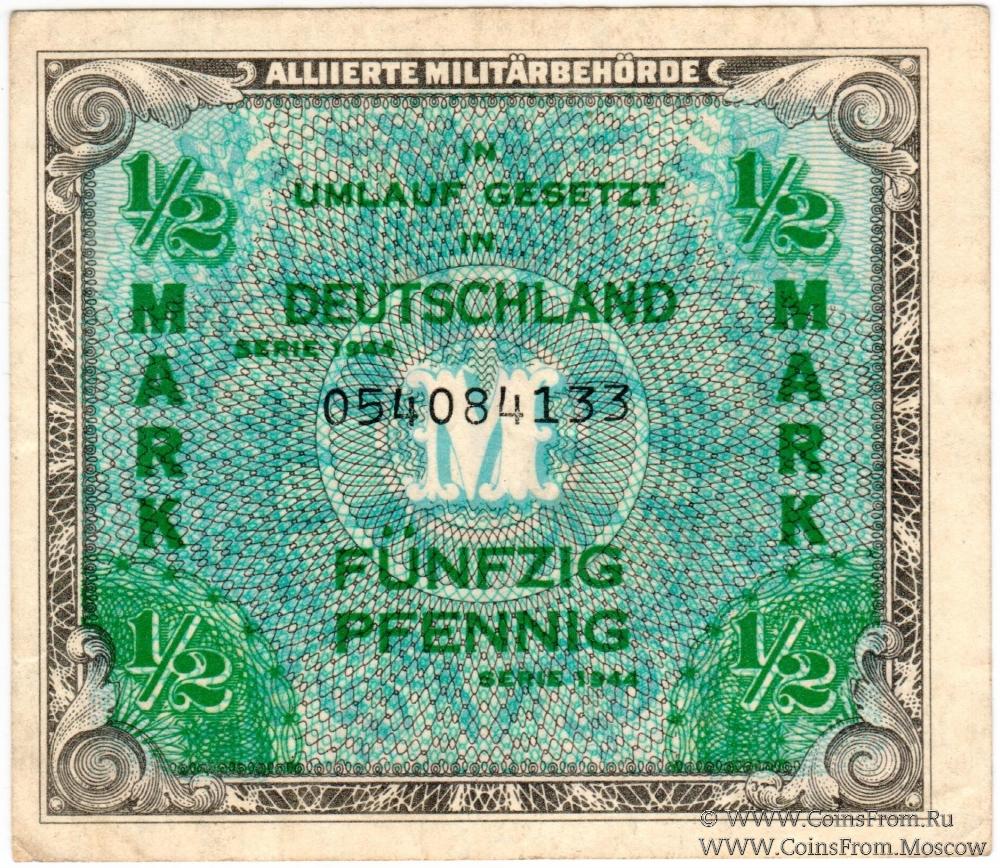 ALLIIERTE MILITÄRBEHÖRDE
1/2 1/2
IN
UMLAUF GESETZT
IN
DEUTSCHLAND
SERIE 1944
MARK MARK
054084133
M
FÜNFZIG
PFENNIG
SERIE 1944
1/2 1/2
© WWW.CoinsFrom.Ru
WWW.CoinsFrom.Moscow